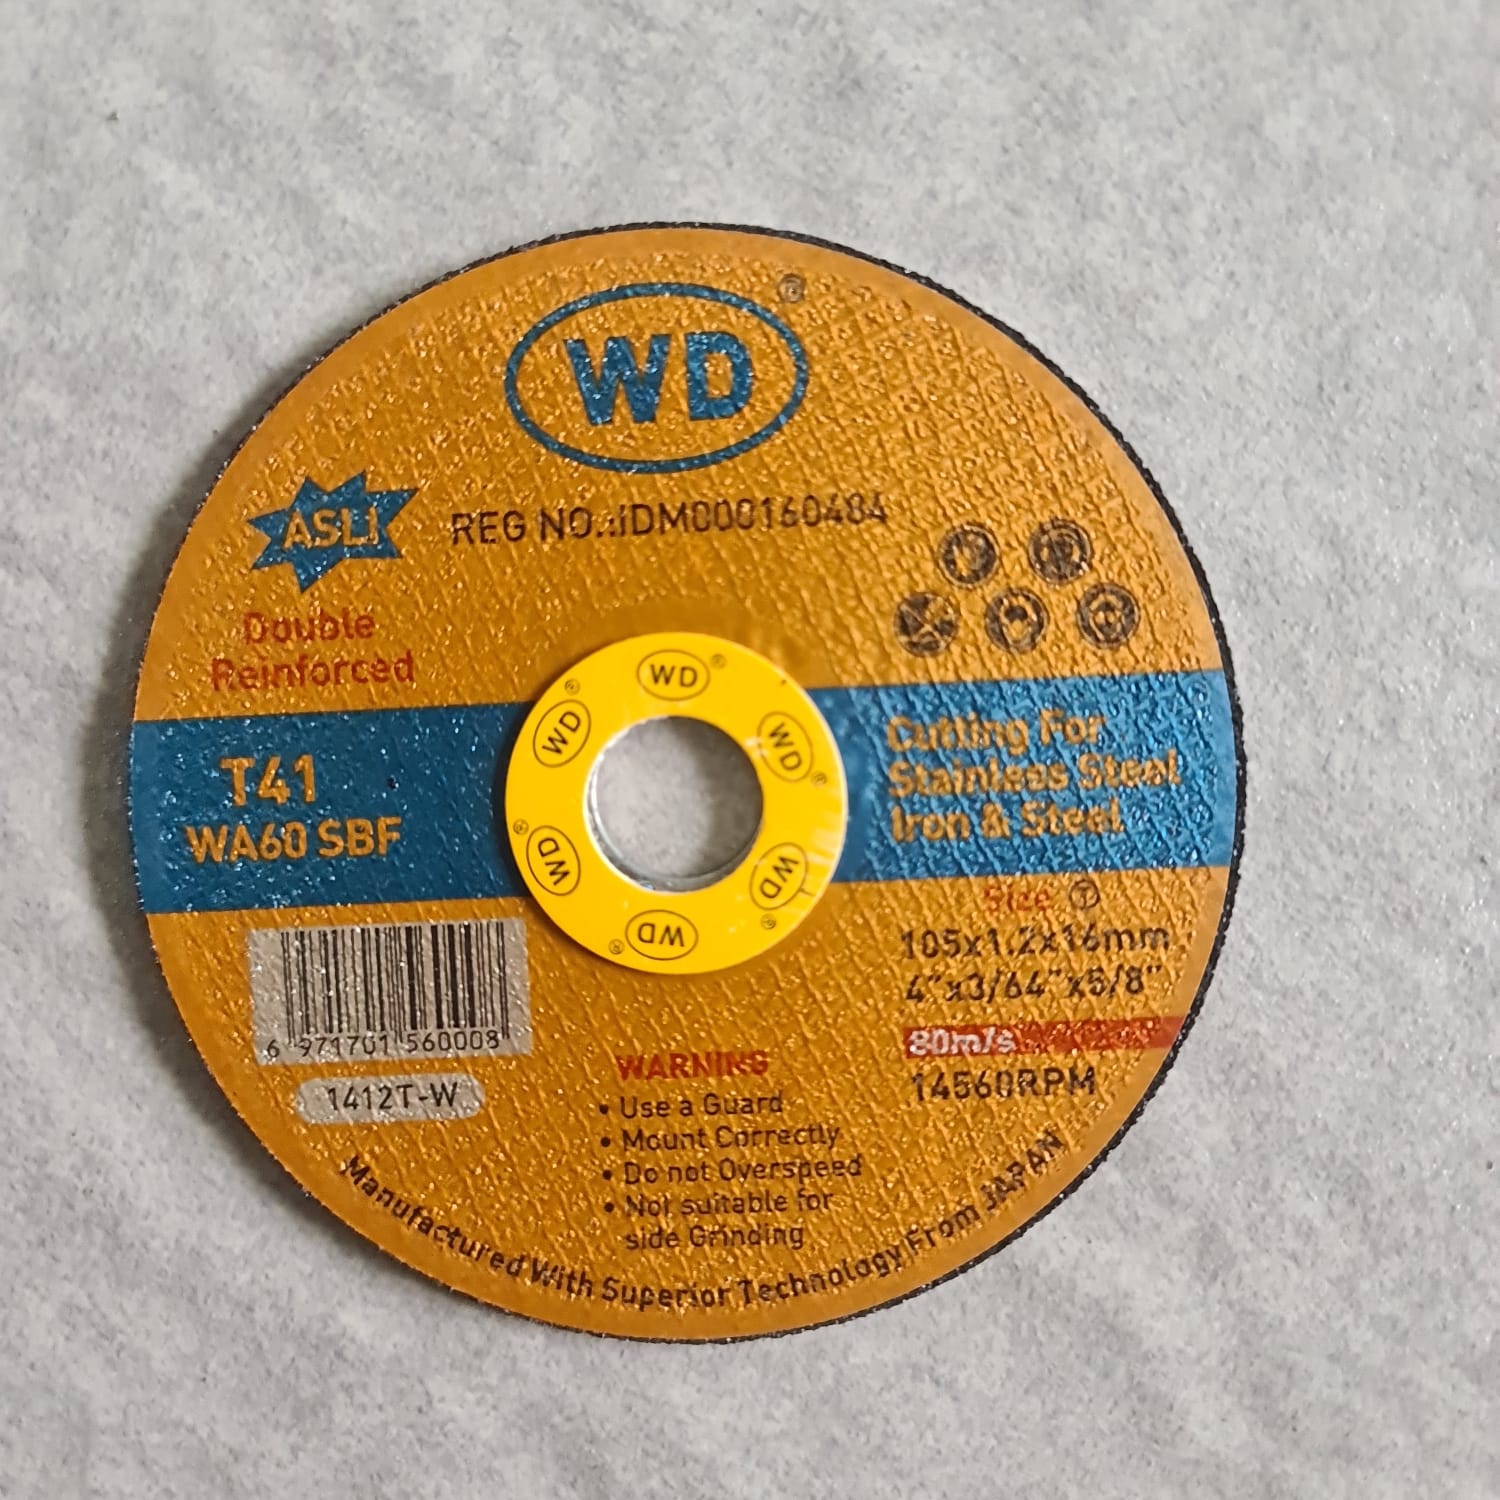 WD ®
ASLI
REG NO.:IDM000160484
Double
Reinforced
T41
WA60 SBF
Cutting For
Stainless Steel
Iron & Steel
Size
105x1.2x16mm
4"x3/64"x5/8"
80m/s
14560RPM
6 971701 560008
1412T-W
WARNING
• Use a Guard
• Mount Correctly
• Do not Overspeed
• Not suitable for
side Grinding
Manufactured With Superior Technology From JAPAN
WD ®
WD ®
WD ®
WD ®
WD ®
WD ®